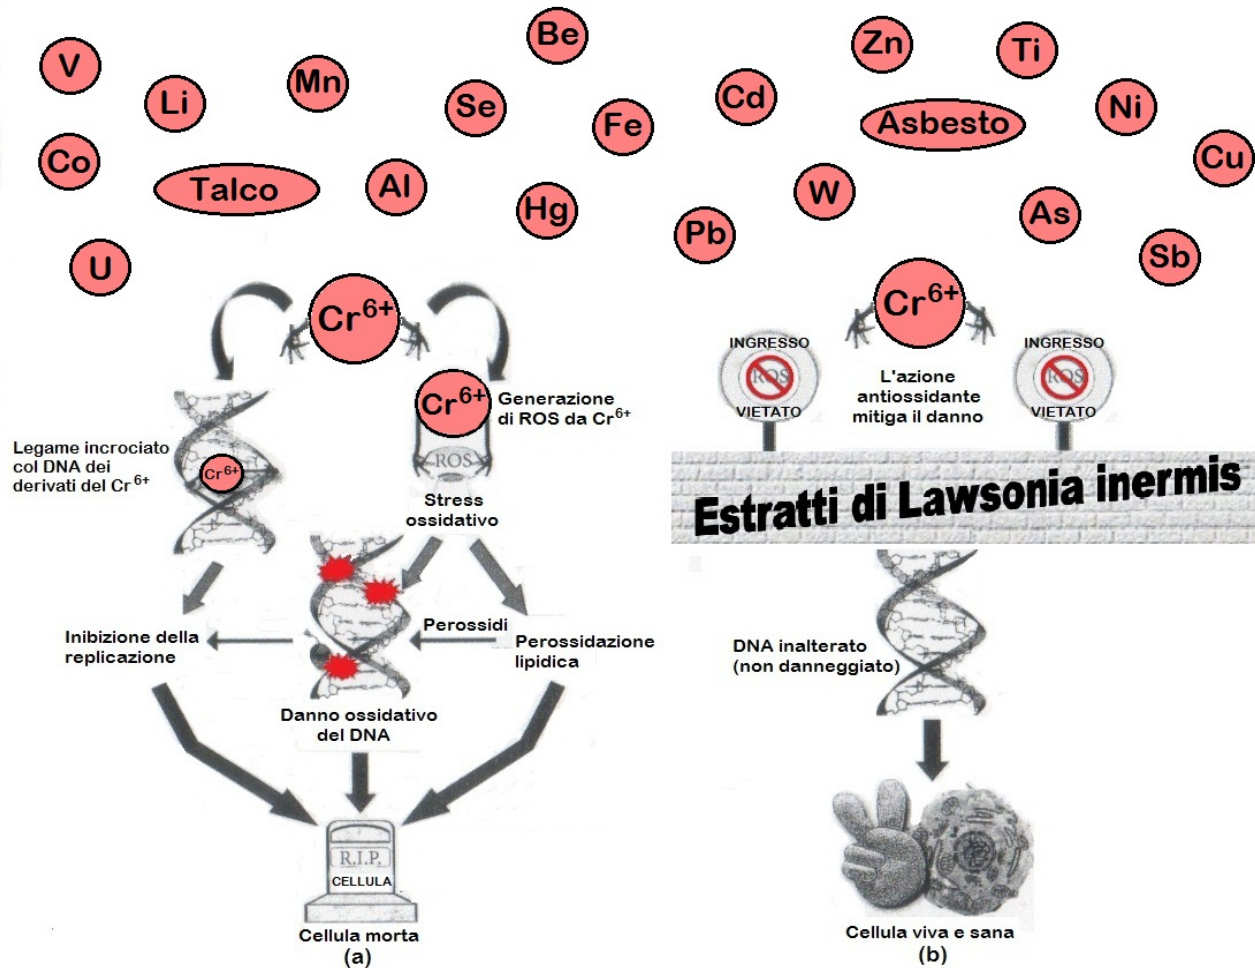 V
Li
Mn
Be
Se
Fe
Co
Talco
Al
Hg
U
Cr6+
Cr6+
Generazione
di ROS da Cr6+
Legame incrociato
col DNA dei
derivati del Cr6+
Cr6+
ROS
Stress
ossidativo
Inibizione della
replicazione
Perossidi
Perossidazione
lipidica
Danno ossidativo
del DNA
R.I.P.
CELLULA
Cellula morta
(a)
Zn
Ti
Cd
Asbesto
Ni
Cu
W
As
Pb
Sb
Cr6+
INGRESSO
ROS
VIETATO
L'azione
antiossidante
mitiga il danno
INGRESSO
ROS
VIETATO
Estratti di Lawsonia inermis
DNA inalterato
(non danneggiato)
Cellula viva e sana
(b)